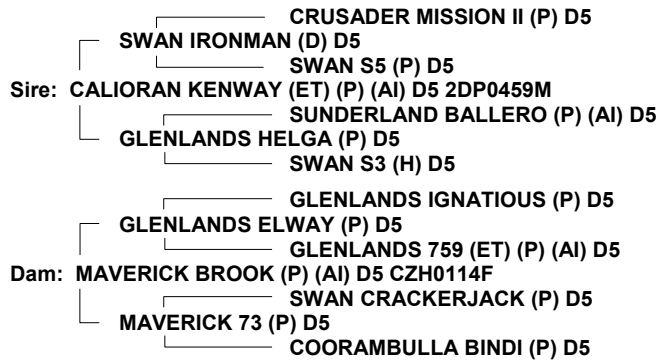 CRUSADER MISSION II (P) D5
SWAN IRONMAN (D) D5
SWAN S5 (P) D5
Sire: CALIORAN KENWAY (ET) (P) (AI) D5 2DP0459M
SUNDERLAND BALLERO (P) (AI) D5
GLENLANDS HELGA (P) D5
SWAN S3 (H) D5
GLENLANDS IGNATIOUS (P) D5
GLENLANDS ELWAY (P) D5
GLENLANDS 759 (ET) (P) (AI) D5
Dam: MAVERICK BROOK (P) (AI) D5 CZH0114F
SWAN CRACKERJACK (P) D5
MAVERICK 73 (P) D5
COORAMBULLA BINDI (P) D5